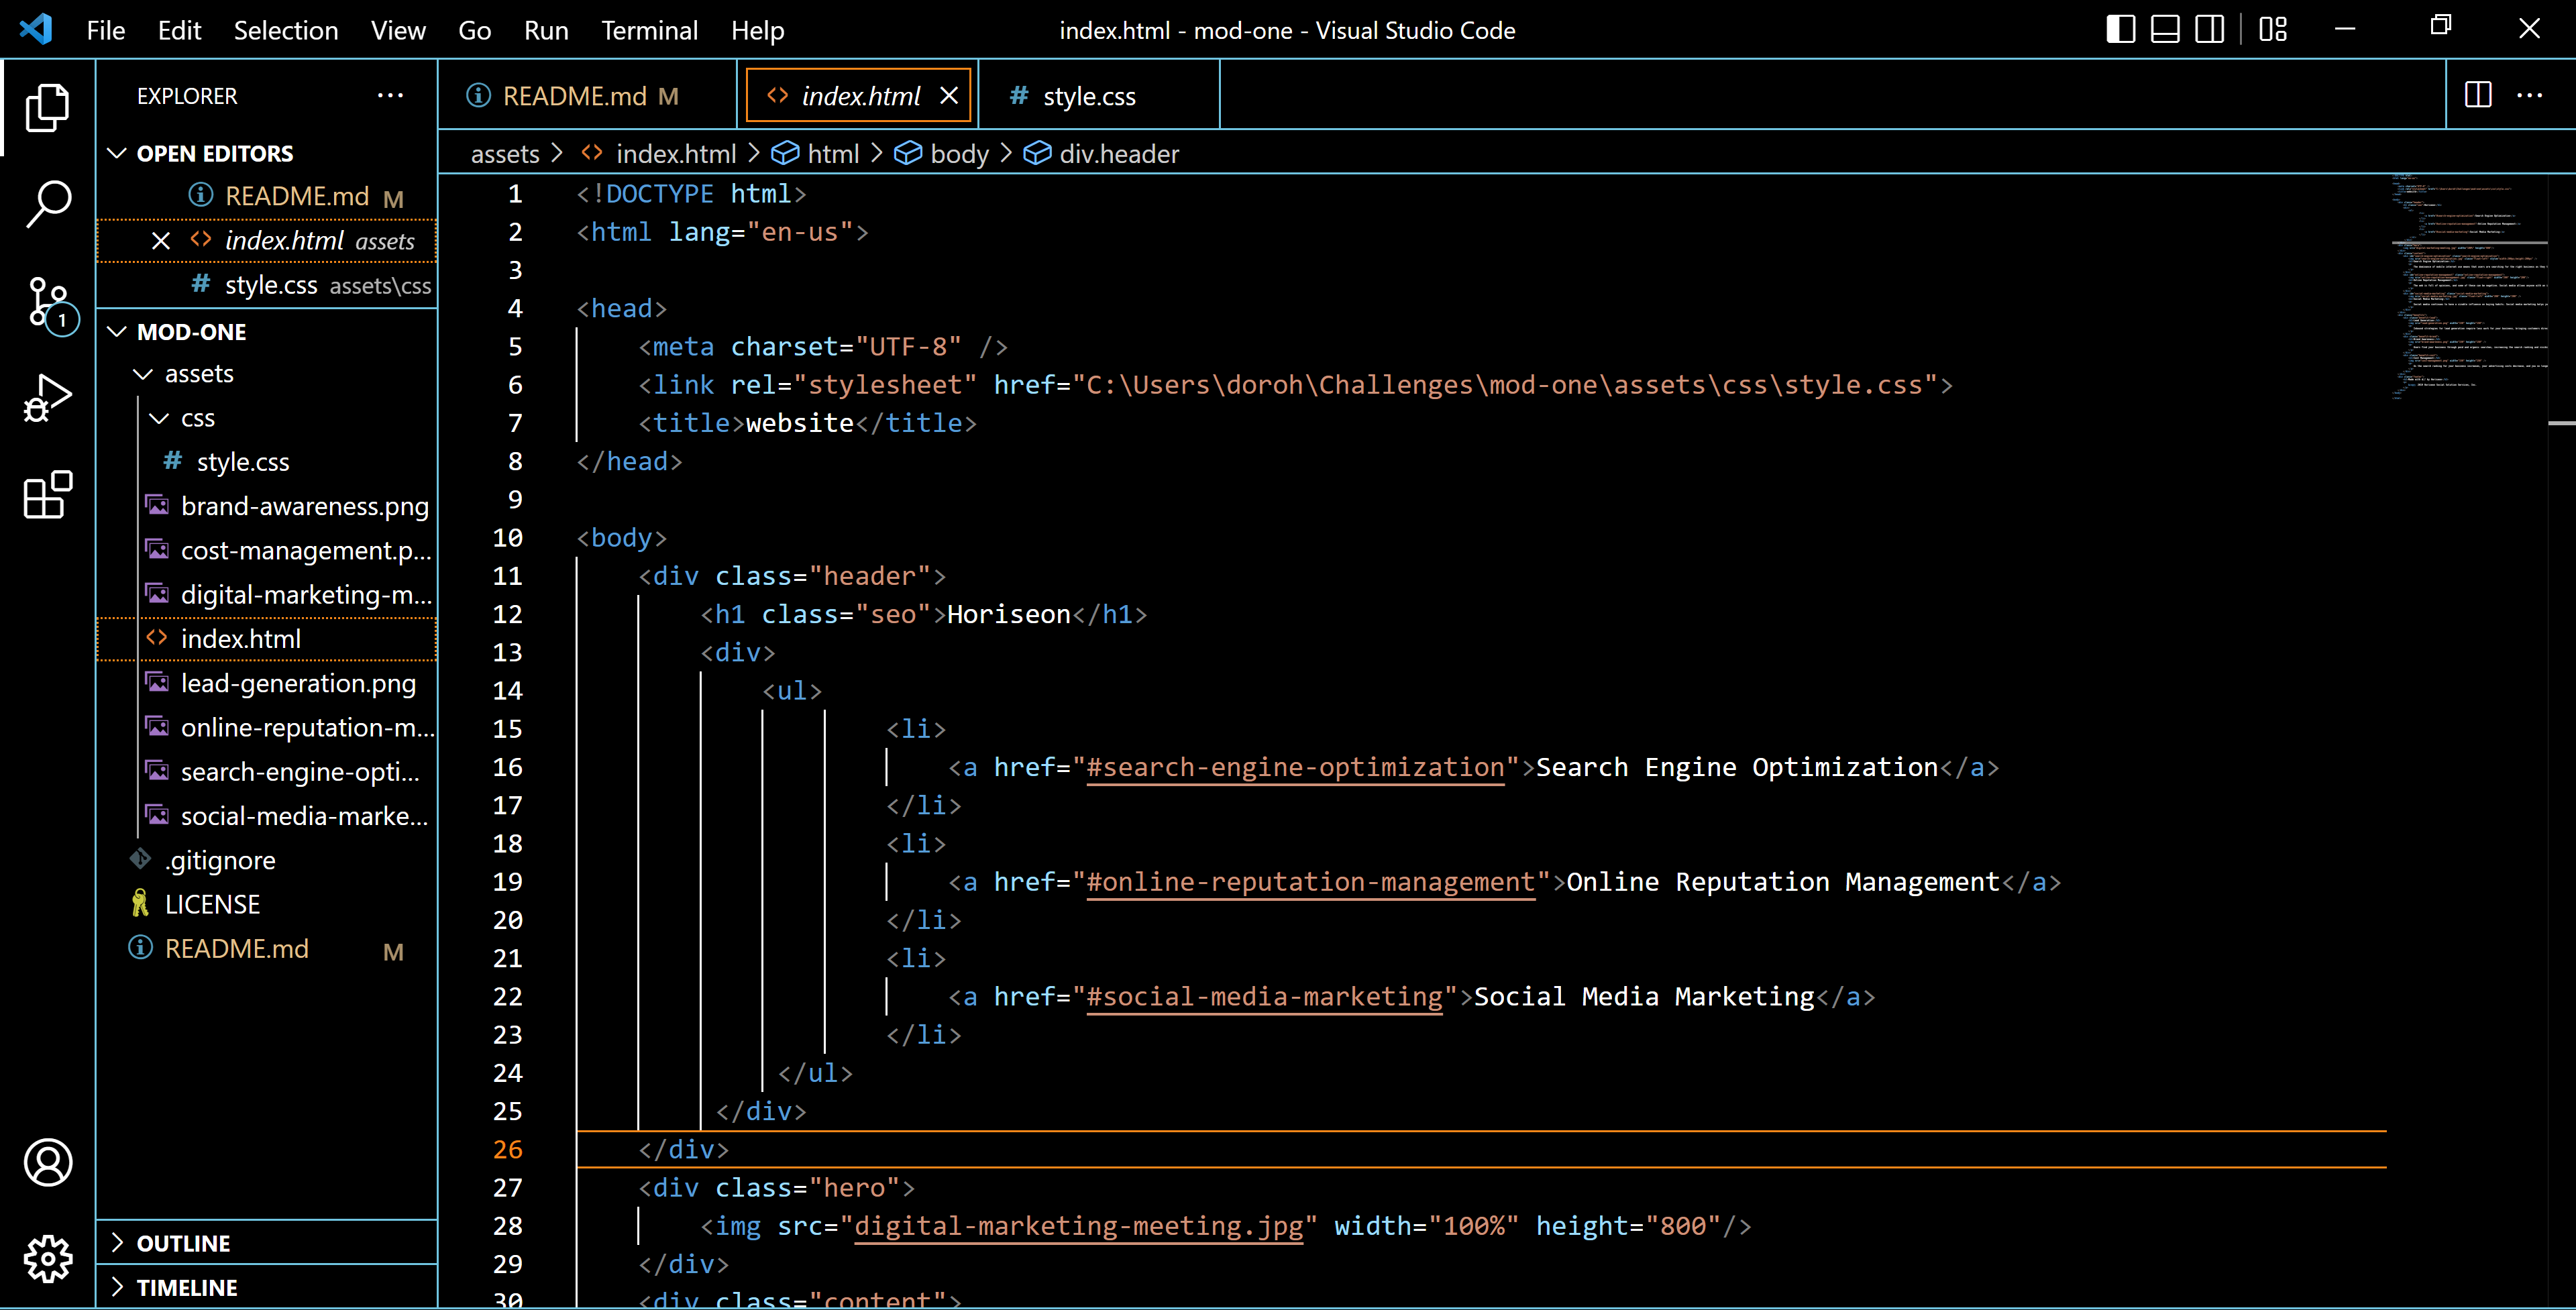 File Edit Selection View Go Run Terminal Help index.html - mod-one - Visual Studio Code
EXPLORER
OPEN EDITORS
README.md M
index.html assets
style.css assets\css
1
MOD-ONE
assets
css
style.css
brand-awareness.png
cost-management.p...
digital-marketing-m...
index.html
lead-generation.png
online-reputation-m...
search-engine-opti...
social-media-marke...
.gitignore
LICENSE
README.md M
OUTLINE
TIMELINE
README.md M index.html style.css
assets > index.html > html > body > div.header
1 <!DOCTYPE html>
2 <html lang="en-us">
3
4 <head>
5 <meta charset="UTF-8" />
6 <link rel="stylesheet" href="C:\Users\doroh\Challenges\mod-one\assets\css\style.css">
7 <title>website</title>
8 </head>
9
10 <body>
11 <div class="header">
12 <h1 class="seo">Horiseon</h1>
13 <div>
14 <ul>
15 <li>
16 <a href="#search-engine-optimization">Search Engine Optimization</a>
17 </li>
18 <li>
19 <a href="#online-reputation-management">Online Reputation Management</a>
20 </li>
21 <li>
22 <a href="#social-media-marketing">Social Media Marketing</a>
23 </li>
24 </ul>
25 </div>
26 </div>
27 <div class="hero">
28 <img src="digital-marketing-meeting.jpg" width="100%" height="800"/>
29 </div>
30 <div class="content">